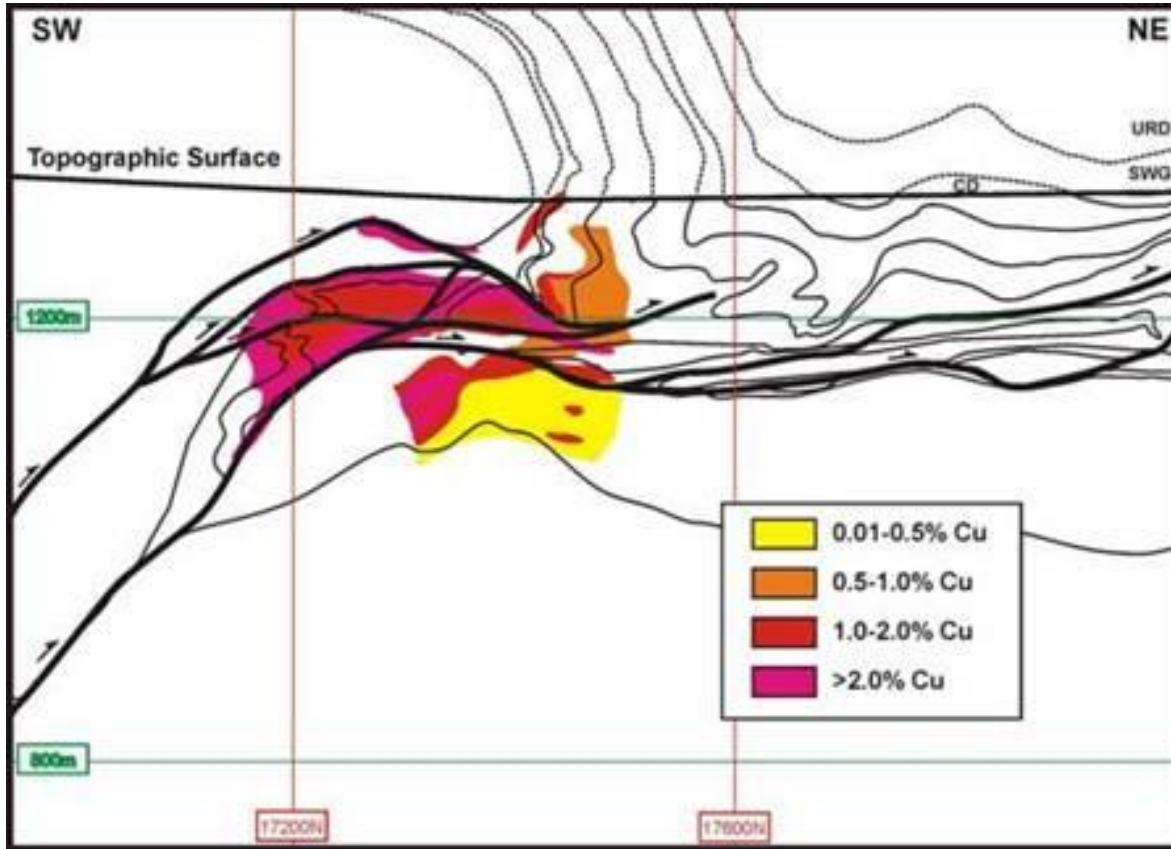 SW
NE
URD
Topographic Surface
SWG
CD
1200m
0.01-0.5% Cu
0.5-1.0% Cu
1.0-2.0% Cu
>2.0% Cu
800m
17200N
17600N